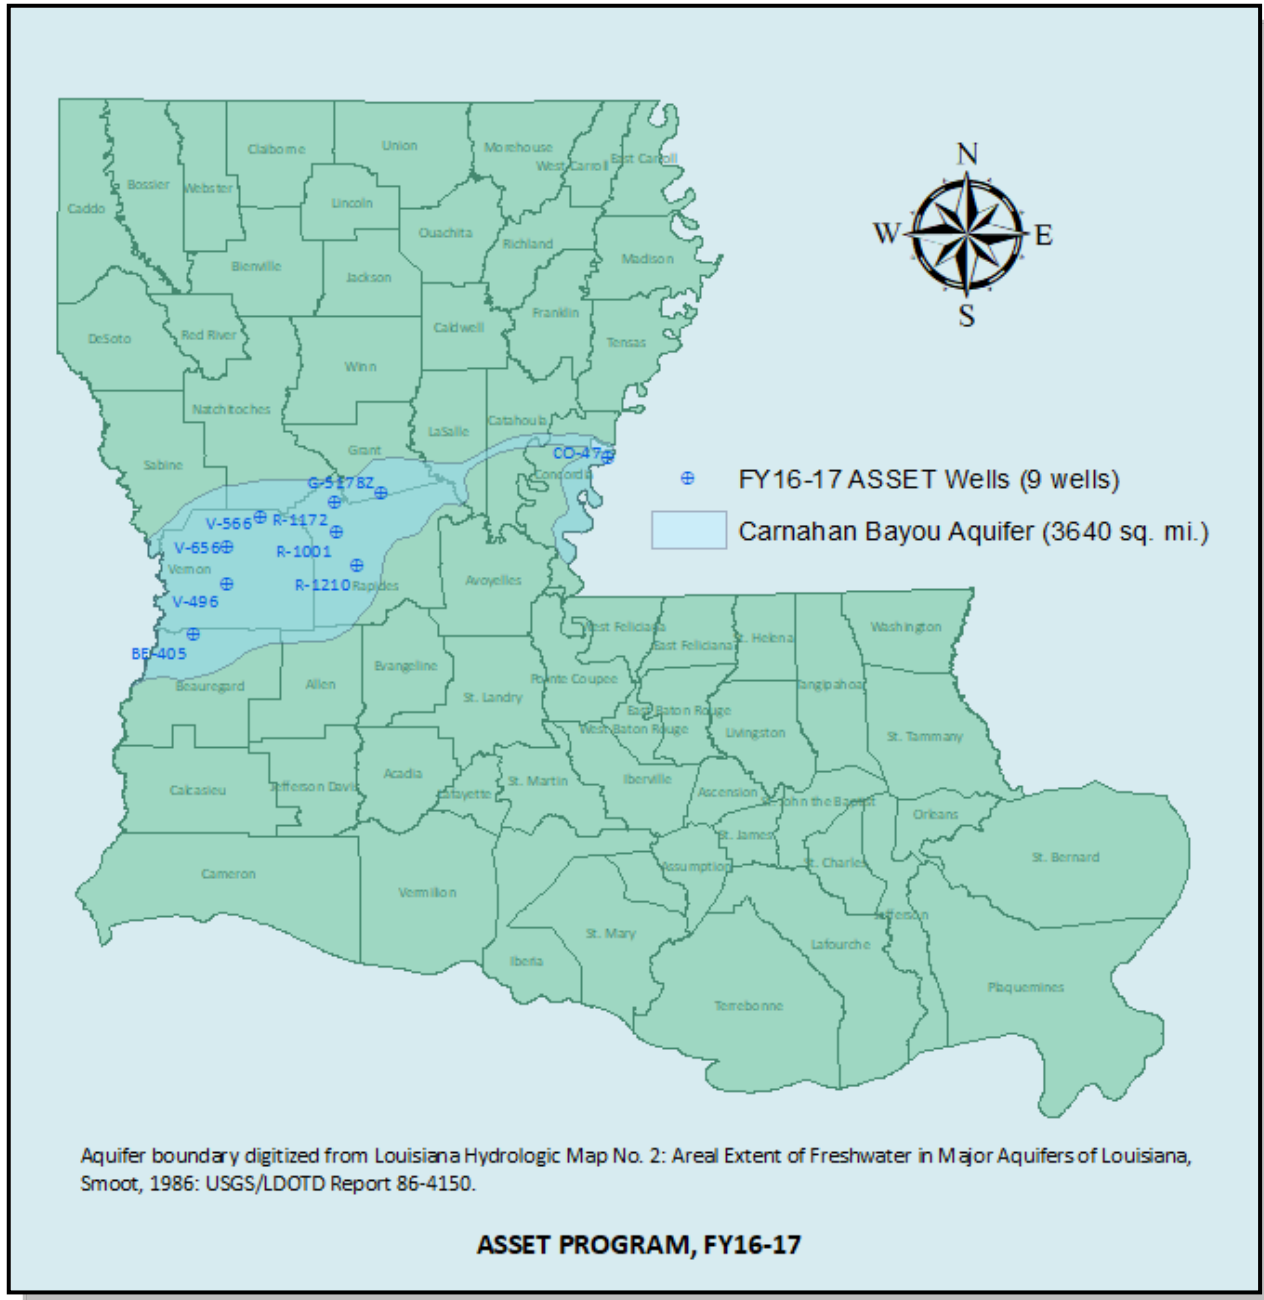 N
W
E
S
Claiborne
Union
Morehouse
West Carroll
East Carroll
Caddo
Bossier
Webster
Lincoln
Ouachita
Richland
Madison
Bienville
Jackson
DeSoto
Red River
Caldwell
Franklin
Tensas
Winn
Natchitoches
Catahoula
LaSalle
Grant
Sabine
Concordia
CO-47
G-5178Z
V-566
R-1172
V-656
R-1001
Vernon
R-1210
Rapides
Avoyelles
V-496
BE-405
FY16-17 ASSET Wells (9 wells)
Carnahan Bayou Aquifer (3640 sq. mi.)
West Feliciana
East Feliciana
St. Helena
Washington
Evangeline
Beauregard
Allen
St. Landry
Pointe Coupee
Tangipahoa
East Baton Rouge
West Baton Rouge
Livingston
St. Tammany
Calcasieu
Jefferson Davis
Acadia
Lafayette
St. Martin
Iberville
Ascension
St. John the Baptist
Orleans
St. James
Assumption
St. Charles
St. Bernard
Cameron
Vermilion
Jefferson
St. Mary
Lafourche
Iberia
Terrebonne
Plaquemines
Aquifer boundary digitized from Louisiana Hydrologic Map No. 2: Areal Extent of Freshwater in Major Aquifers of Louisiana,
Smoot, 1986: USGS/LDOTD Report 86-4150.
ASSET PROGRAM, FY16-17